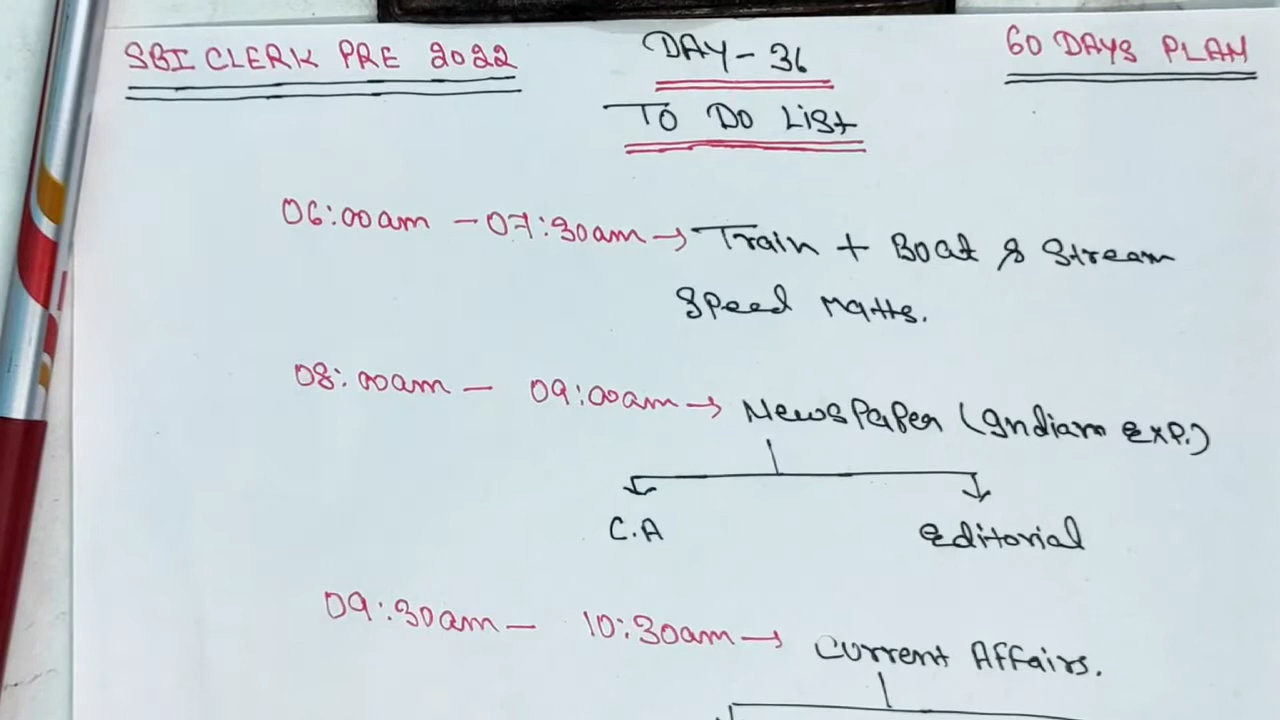 SBI CLERK PRE 2022
DAY - 36
60 DAYS PLAN
TO DO LIST
06:00am - 07:30am → Train + Boat & Stream
Speed Maths.
08:00am - 09:00am → Newspaper (Indian Exp.)
C.A
Editorial
09:30am - 10:30am → Current Affairs.